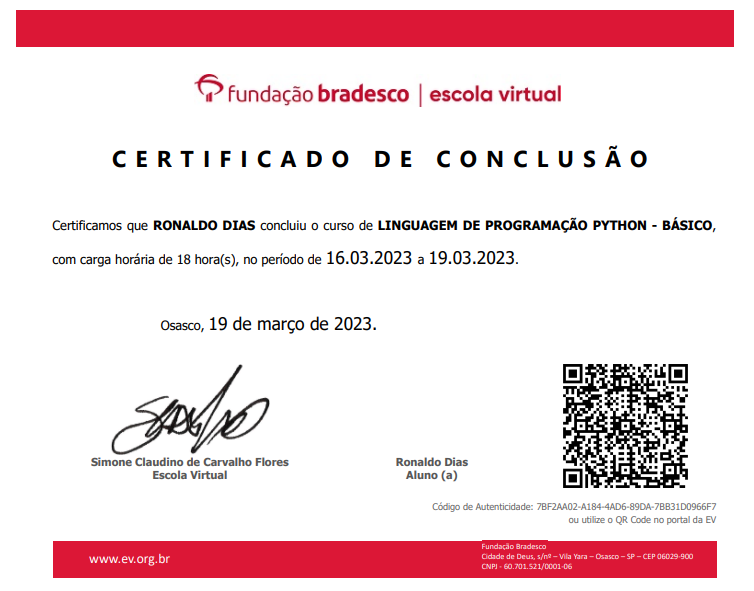 fundação bradesco | escola virtual
CERTIFICADO DE CONCLUSÃO
Certificamos que RONALDO DIAS concluiu o curso de LINGUAGEM DE PROGRAMAÇÃO PYTHON - BÁSICO,
com carga horária de 18 hora(s), no período de 16.03.2023 a 19.03.2023.
Osasco, 19 de março de 2023.
Simone Claudino de Carvalho Flores
Escola Virtual
Ronaldo Dias
Aluno (a)
Código de Autenticidade: 7BF2AA02-A184-4AD6-89DA-7BB31D0966F7
ou utilize o QR Code no portal da EV
www.ev.org.br
Fundação Bradesco
Cidade de Deus, s/nº – Vila Yara – Osasco – SP – CEP 06029-900
CNPJ - 60.701.521/0001-06